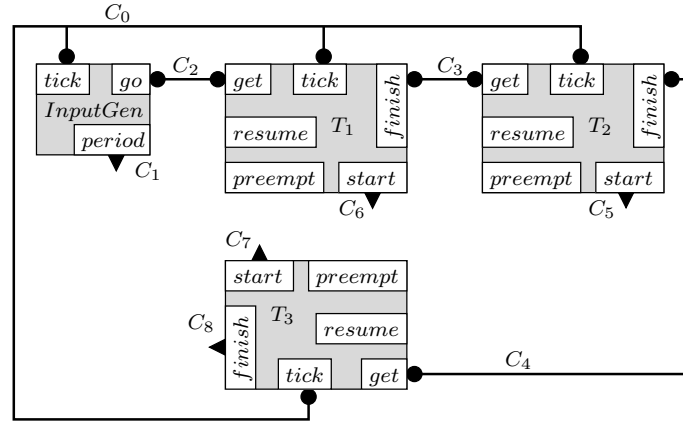 C₀
C₂
C₃
tick go
get tick finish
get tick finish
InputGen
period
resume T₁
resume T₂
C₁
preempt start
preempt start
C₆
C₅
C₇
start preempt
T₃
C₈
finish
resume
C₄
tick get